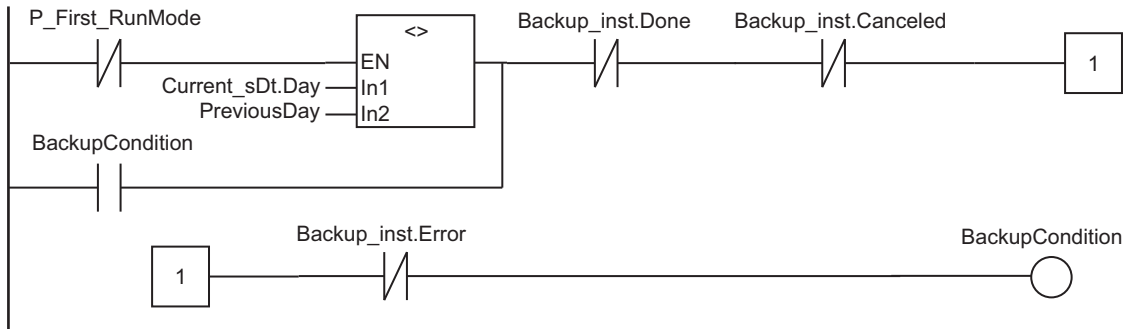 P_First_RunMode
<>
Backup_inst.Done
Backup_inst.Canceled
EN
1
Current_sDt.Day
In1
PreviousDay
In2
BackupCondition
Backup_inst.Error
BackupCondition
1